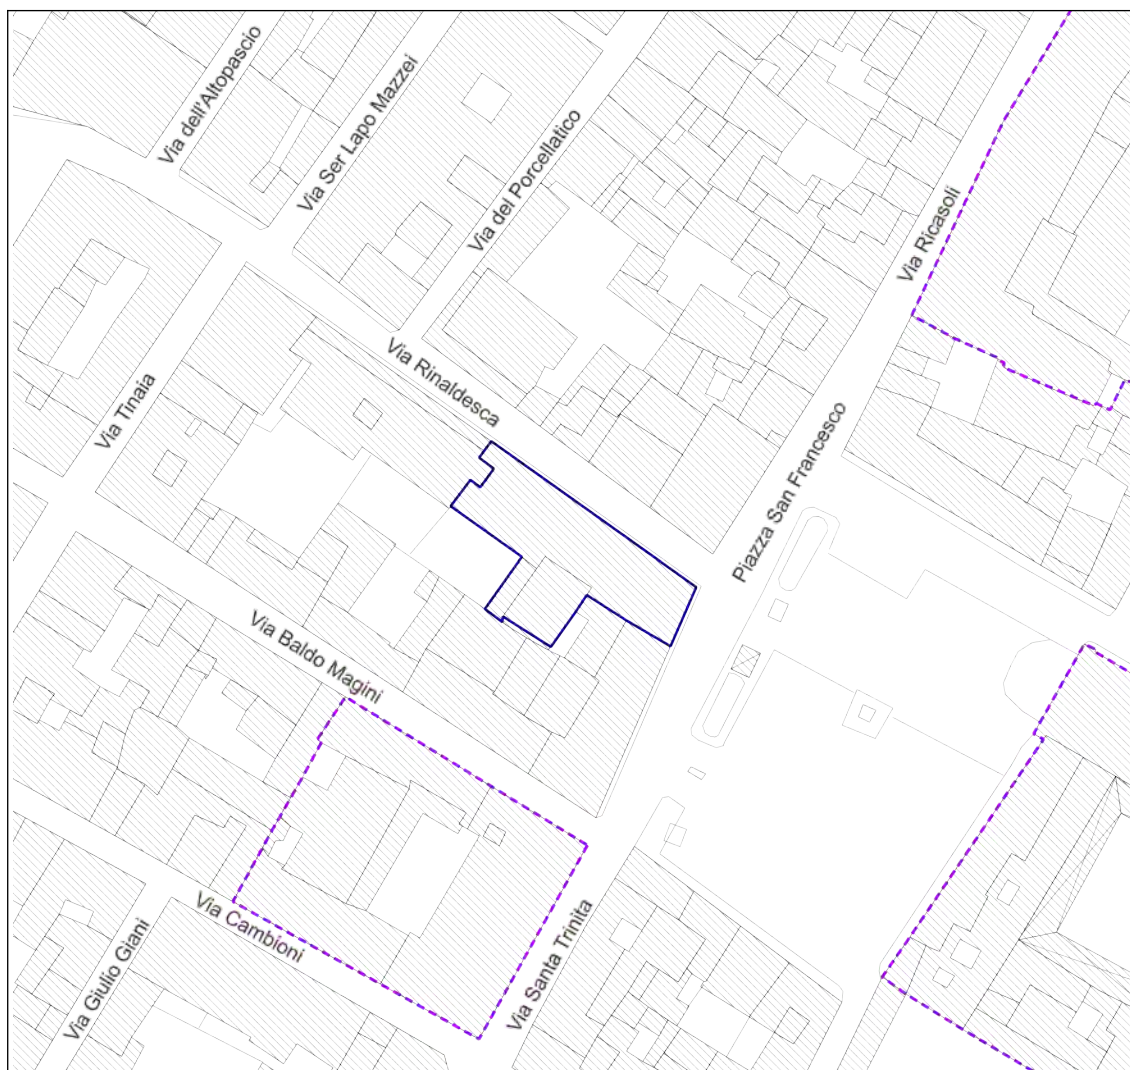 Via dell'Altopascio
Via Ser Lapo Mazzei
Via del Porcellatico
Via Ricasoli
Via Rinaldesca
Via Tinaia
Piazza San Francesco
Via Baldo Magini
Via Cambioni
Via Giulio Giani
Via Santa Trinita